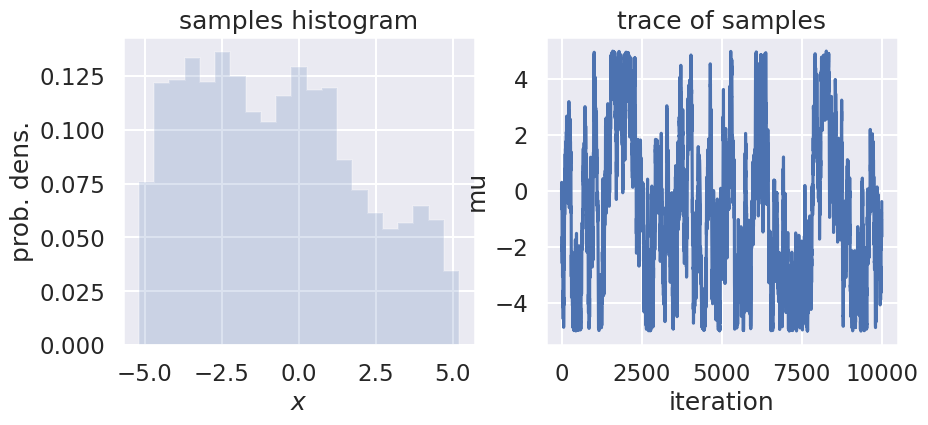 samples histogram
prob. dens.
0.125
0.100
0.075
0.050
0.025
0.000
−5.0 −2.5 0.0 2.5 5.0
x
trace of samples
mu
4
2
0
−2
−4
0 2500 5000 7500 10000
iteration